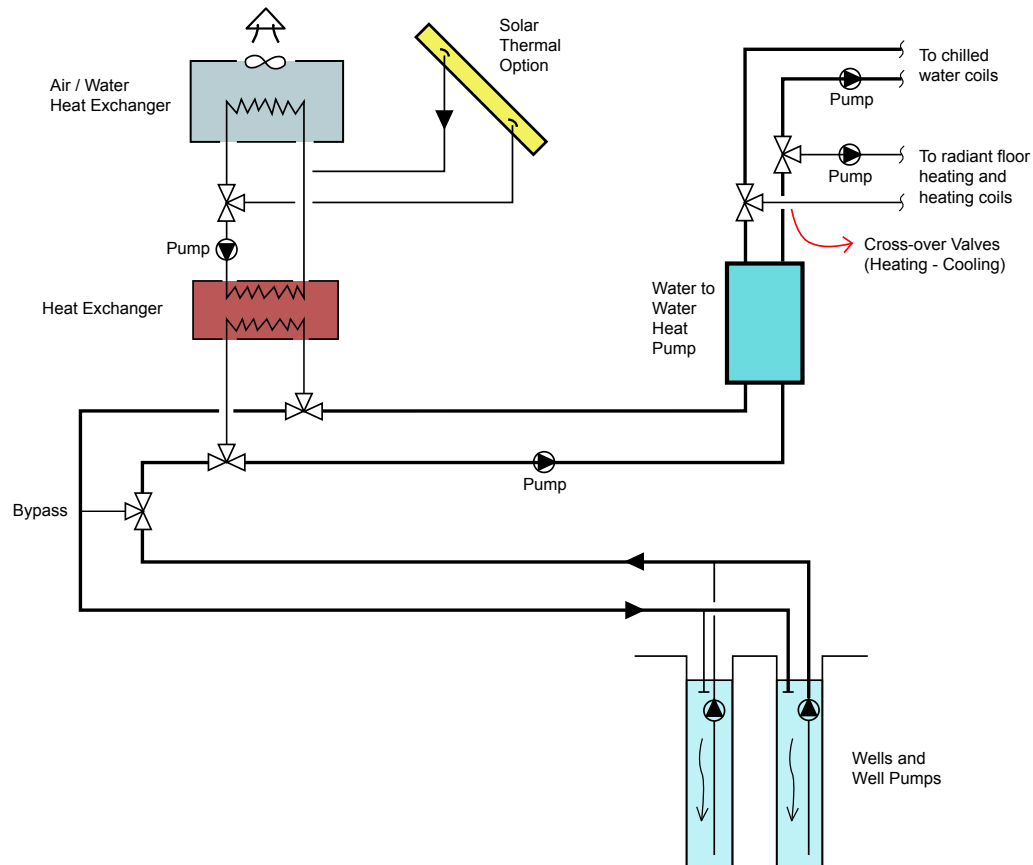 Solar
Thermal
Option
Air / Water
Heat Exchanger
To chilled
water coils
Pump
To radiant floor
heating and
heating coils
Pump
Cross-over Valves
(Heating - Cooling)
Pump
Heat Exchanger
Water to
Water
Heat
Pump
Pump
Bypass
Wells and
Well Pumps